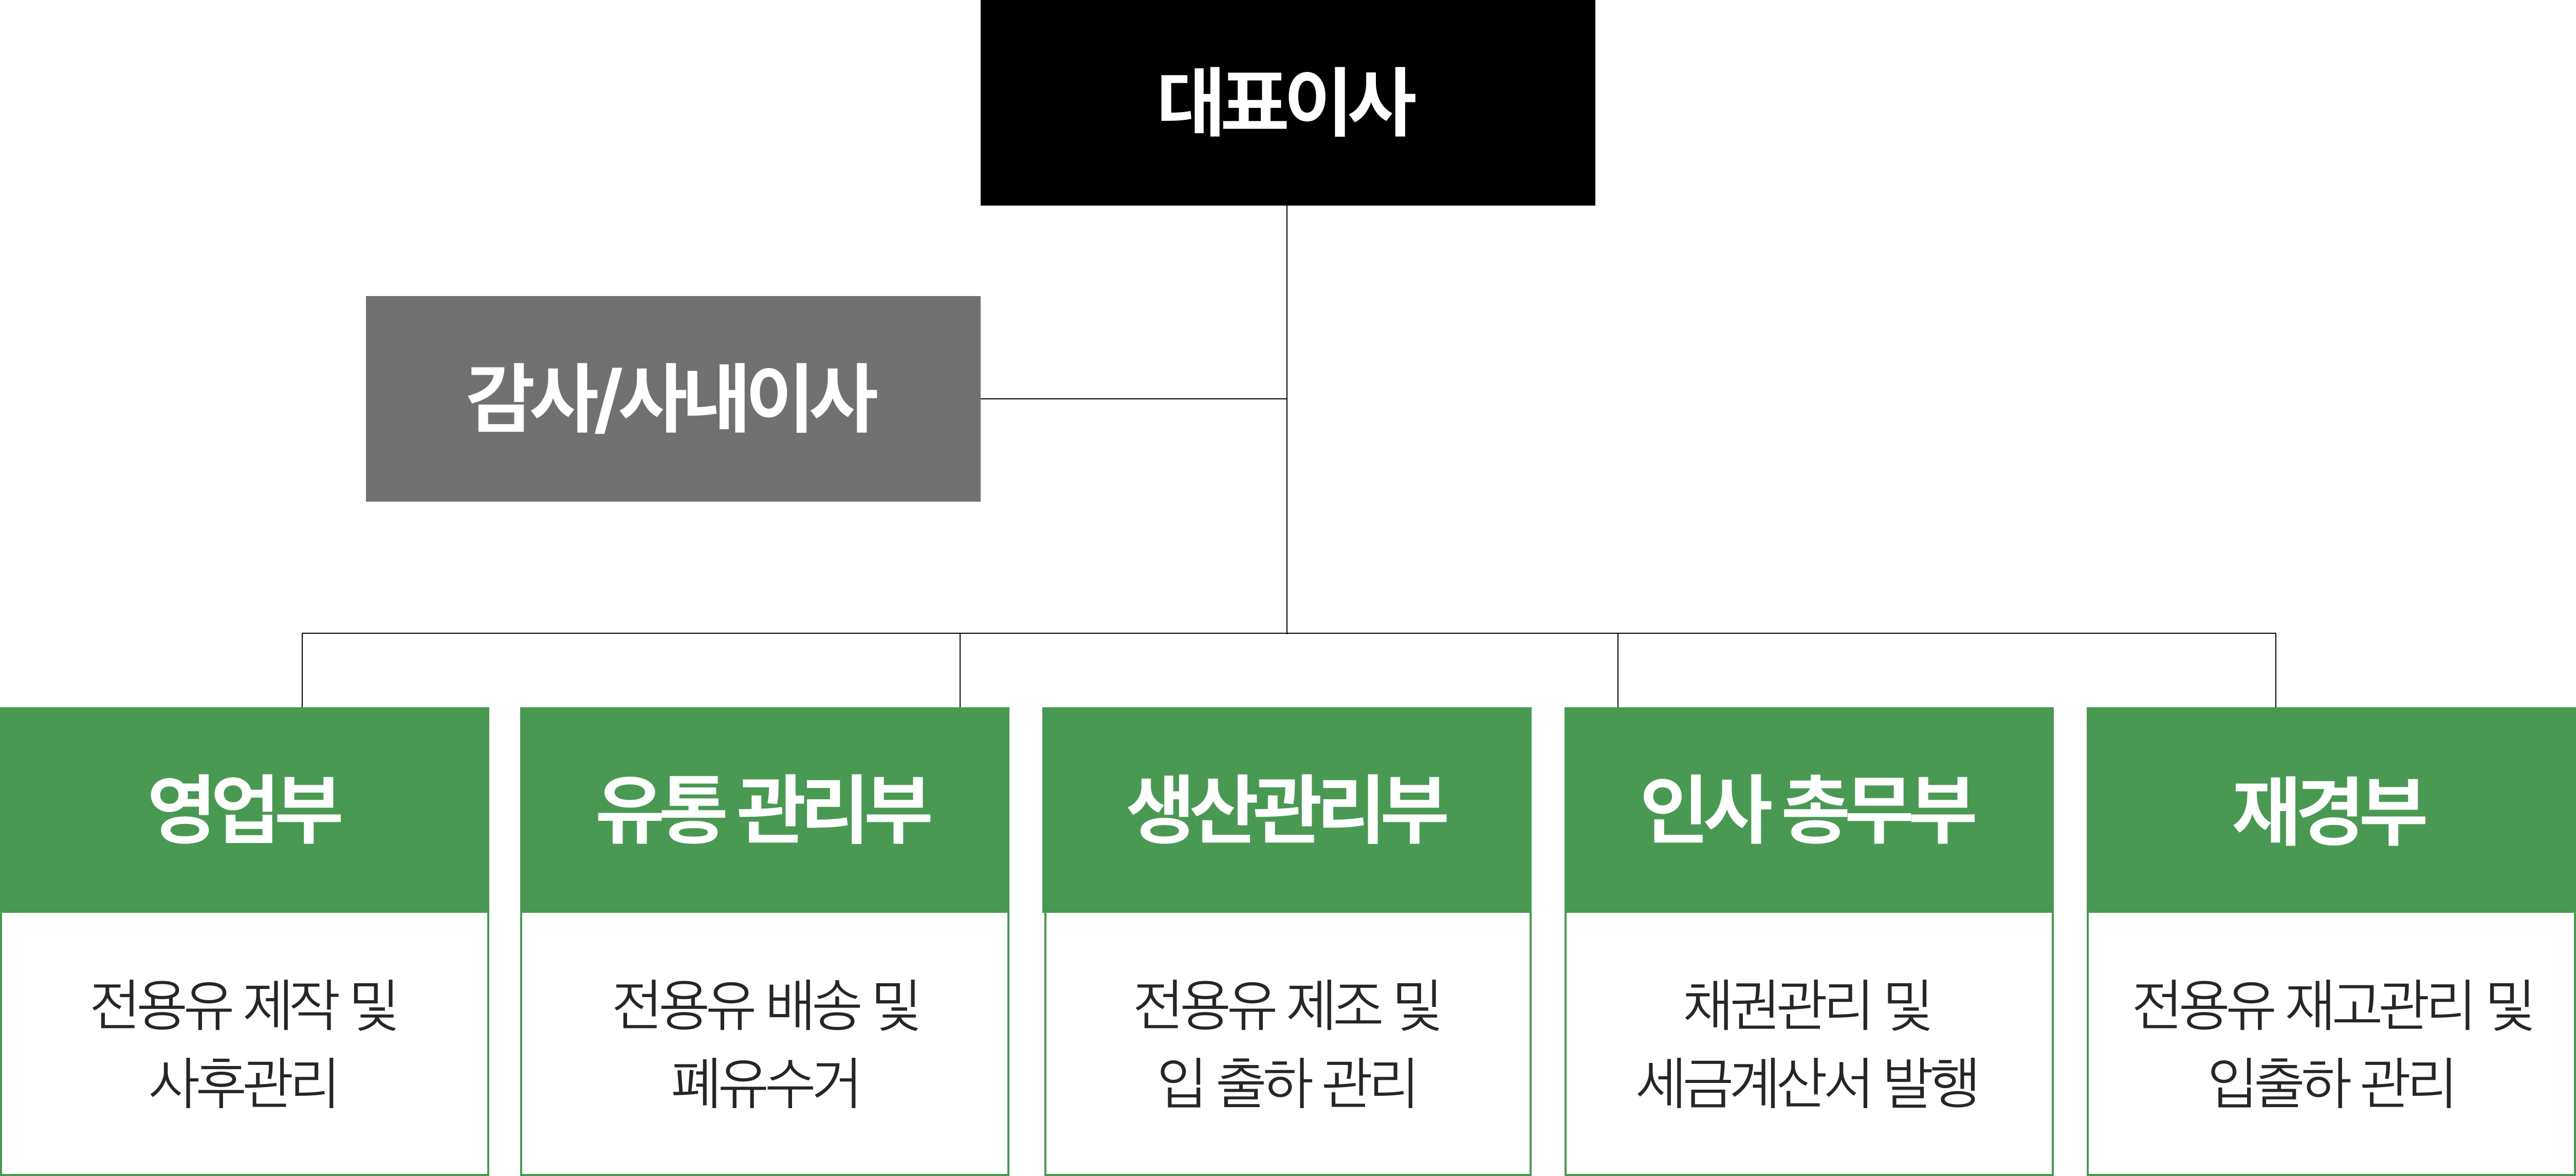 대표이사
감사/사내이사
영업부
전용유 제작 및
사후관리
유통 관리부
전용유 배송 및
폐유수거
생산관리부
전용유 제조 및
입 출하 관리
인사 총무부
채권관리 및
세금계산서 발행
재경부
전용유 재고관리 및
입출하 관리